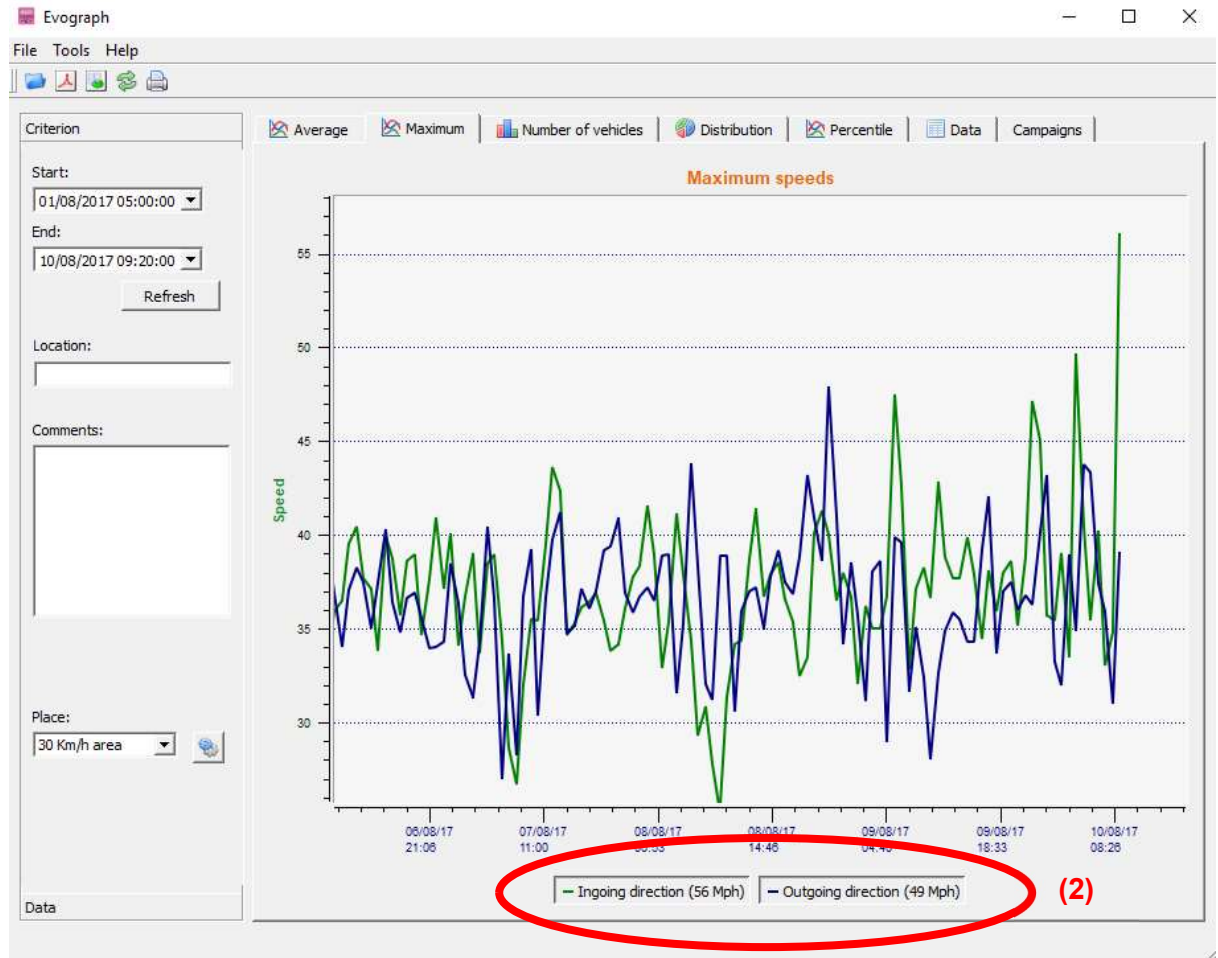 Evograph
File Tools Help
Criterion
Start:
01/08/2017 05:00:00
End:
10/08/2017 09:20:00
Refresh
Location:
Comments:
Place:
30 Km/h area
Data
Average Maximum Number of vehicles Distribution Percentile Data Campaigns
Maximum speeds
Speed
55
50
45
40
35
30
06/08/17 07/08/17 08/08/17 08/08/17 09/08/17 09/08/17 10/08/17
21:06 11:00 14:46 18:33 08:26
Ingoing direction (56 Mph) Outgoing direction (49 Mph)
(2)